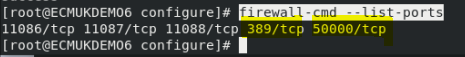 [root@ECMUKDEMO6 configure]# firewall-cmd --list-ports
11086/tcp 11087/tcp 11088/tcp 389/tcp 50000/tcp
[root@ECMUKDEMO6 configure]#